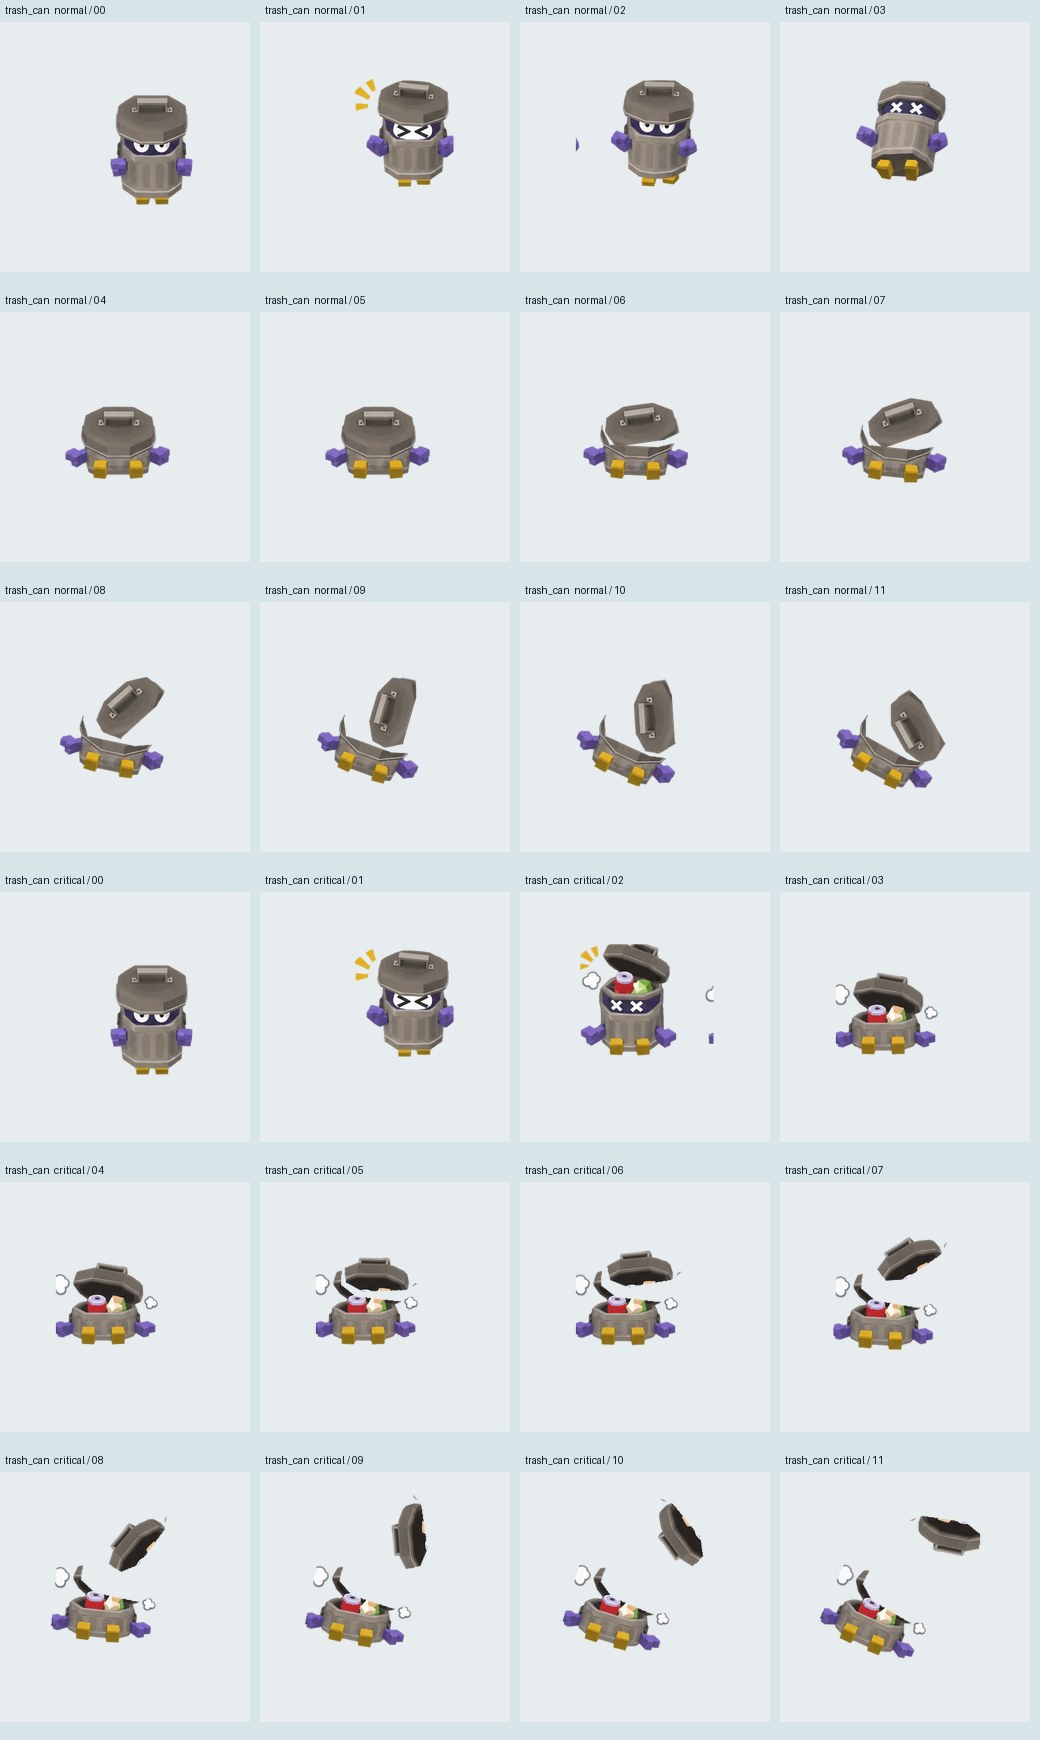 trash_can normal/00
trash_can normal/01
trash_can normal/02
trash_can normal/03
trash_can normal/04
trash_can normal/05
trash_can normal/06
trash_can normal/07
trash_can normal/08
trash_can normal/09
trash_can normal/10
trash_can normal/11
trash_can critical/00
trash_can critical/01
trash_can critical/02
trash_can critical/03
trash_can critical/04
trash_can critical/05
trash_can critical/06
trash_can critical/07
trash_can critical/08
trash_can critical/09
trash_can critical/10
trash_can critical/11